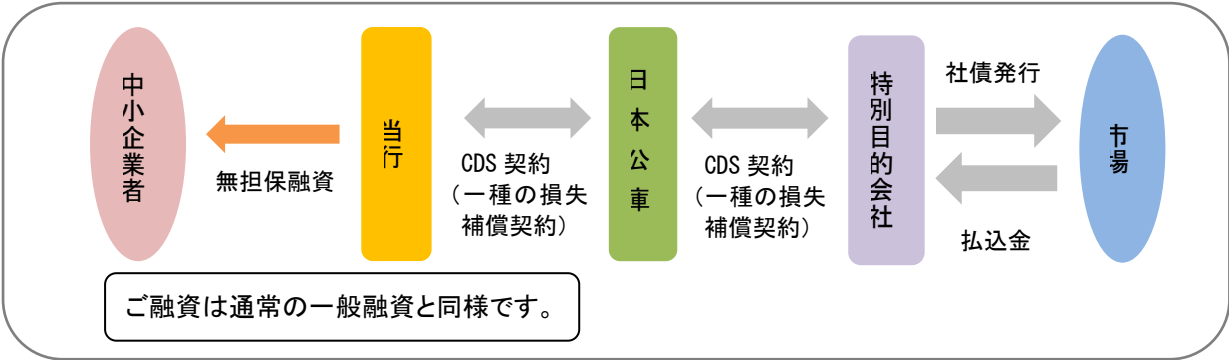 中小企業者
無担保融資
当行
CDS 契約
（一種の損失
補償契約）
日本公庫
CDS 契約
（一種の損失
補償契約）
特別目的会社
社債発行
払込金
市場
ご融資は通常の一般融資と同様です。